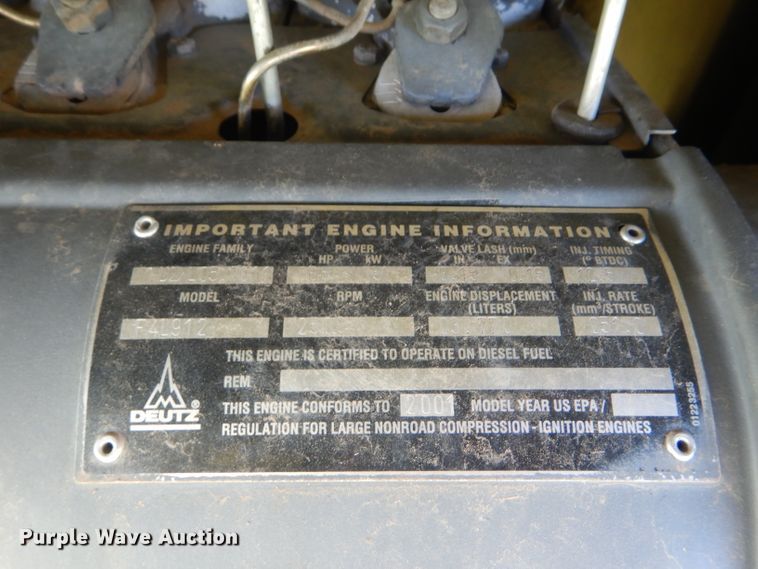 IMPORTANT ENGINE INFORMATION
ENGINE FAMILY POWER VALVE LASH (mm) INJ. TIMING
HP kW IN EX (° BTDC)
MODEL RPM ENGINE DISPLACEMENT INJ. RATE
(LITERS) (mm³/STROKE)
F4L912
THIS ENGINE IS CERTIFIED TO OPERATE ON DIESEL FUEL
REM
DEUTZ ®
THIS ENGINE CONFORMS TO 2001 MODEL YEAR US EPA /
REGULATION FOR LARGE NONROAD COMPRESSION - IGNITION ENGINES
0122 3255
Purple Wave Auction